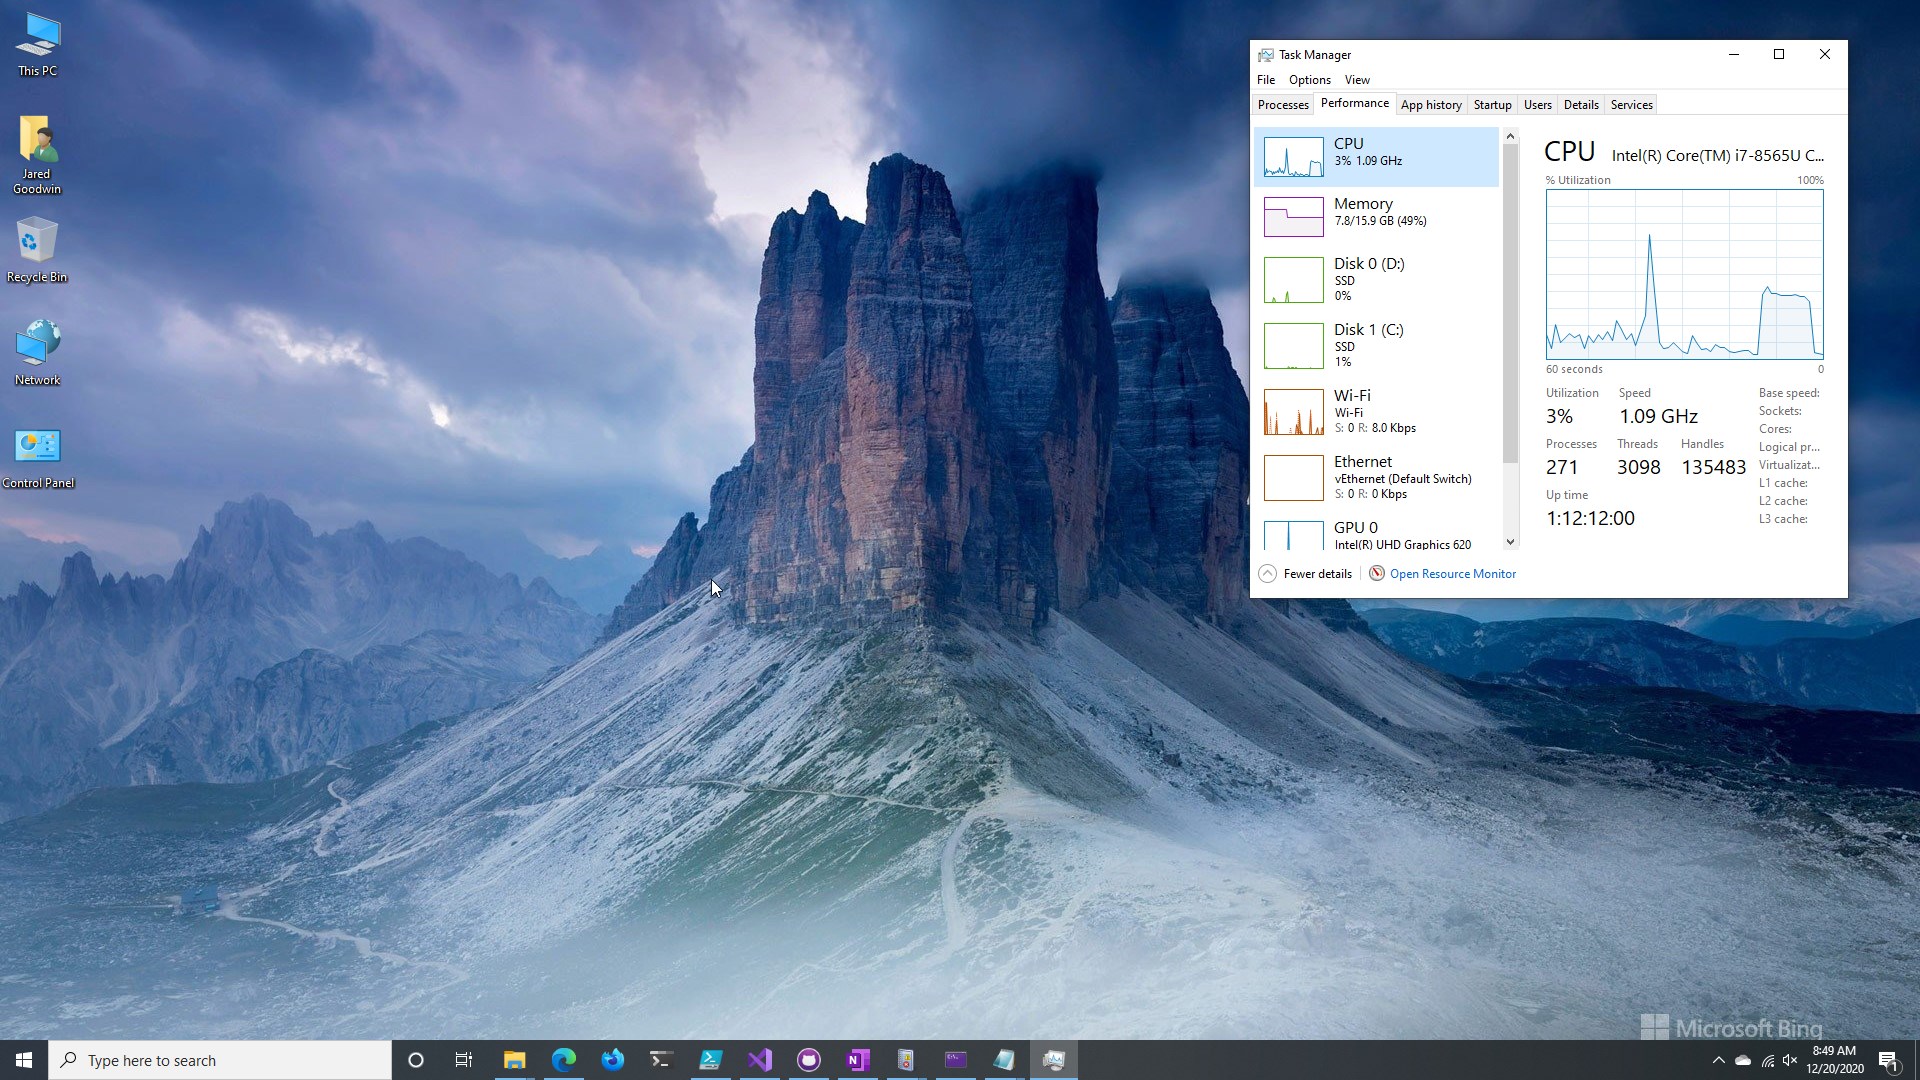 This PC
Jared
Goodwin
Recycle Bin
Network
Control Panel
Task Manager
File Options View
Processes Performance App history Startup Users Details Services
CPU
3% 1.09 GHz
Memory
7.8/15.9 GB (49%)
Disk 0 (D:)
SSD
0%
Disk 1 (C:)
SSD
1%
Wi-Fi
Wi-Fi
S: 0 R: 8.0 Kbps
Ethernet
vEthernet (Default Switch)
S: 0 R: 0 Kbps
GPU 0
Intel(R) UHD Graphics 620
CPU Intel(R) Core(TM) i7-8565U C...
% Utilization 100%
60 seconds 0
Utilization Speed
3% 1.09 GHz
Processes Threads Handles
271 3098 135483
Up time
1:12:12:00
Base speed:
Sockets:
Cores:
Logical pr...
Virtualizat...
L1 cache:
L2 cache:
L3 cache:
Fewer details Open Resource Monitor
Microsoft Bing
Type here to search
N
8:49 AM
12/20/2020
1